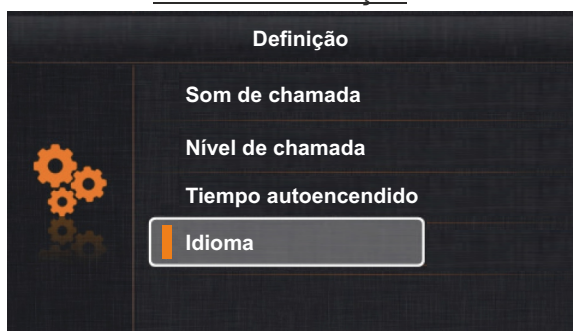 Definição
Som de chamada
Nível de chamada
Tiempo autoencendido
Idioma